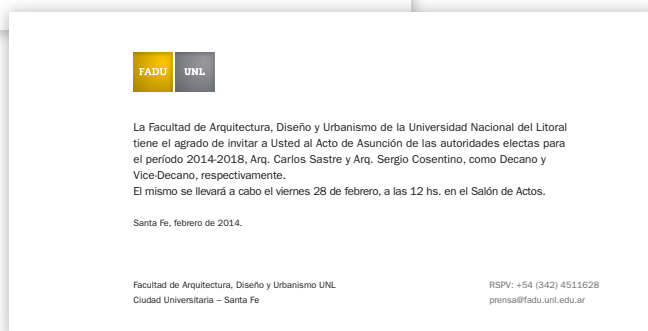 FADU UNL
La Facultad de Arquitectura, Diseño y Urbanismo de la Universidad Nacional del Litoral
tiene el agrado de invitar a Usted al Acto de Asunción de las autoridades electas para
el período 2014-2018, Arq. Carlos Sastre y Arq. Sergio Cosentino, como Decano y
Vice-Decano, respectivamente.
El mismo se llevará a cabo el viernes 28 de febrero, a las 12 hs. en el Salón de Actos.
Santa Fe, febrero de 2014.
Facultad de Arquitectura, Diseño y Urbanismo UNL
Ciudad Universitaria – Santa Fe
RSPV: +54 (342) 4511628
prensa@fadu.unl.edu.ar